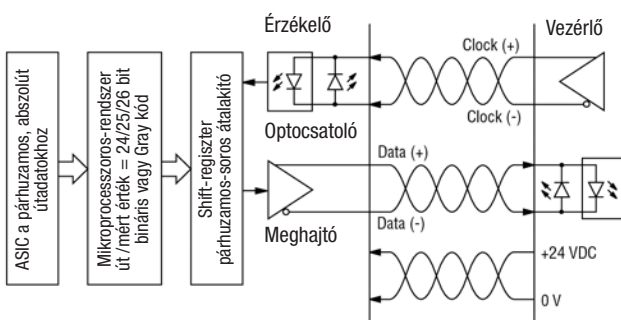 Érzékelő
Vezérlő
ASIC a párhuzamos, abszolút
útadatokhoz
Mikroprocesszoros-rendszer
út /mért érték = 24/25/26 bit
bináris vagy Gray kód
Shift-regiszter
párhuzamos-soros átalakító
Optocsatoló
Meghajtó
Clock (+)
Clock (-)
Data (+)
Data (-)
+24 VDC
0 V